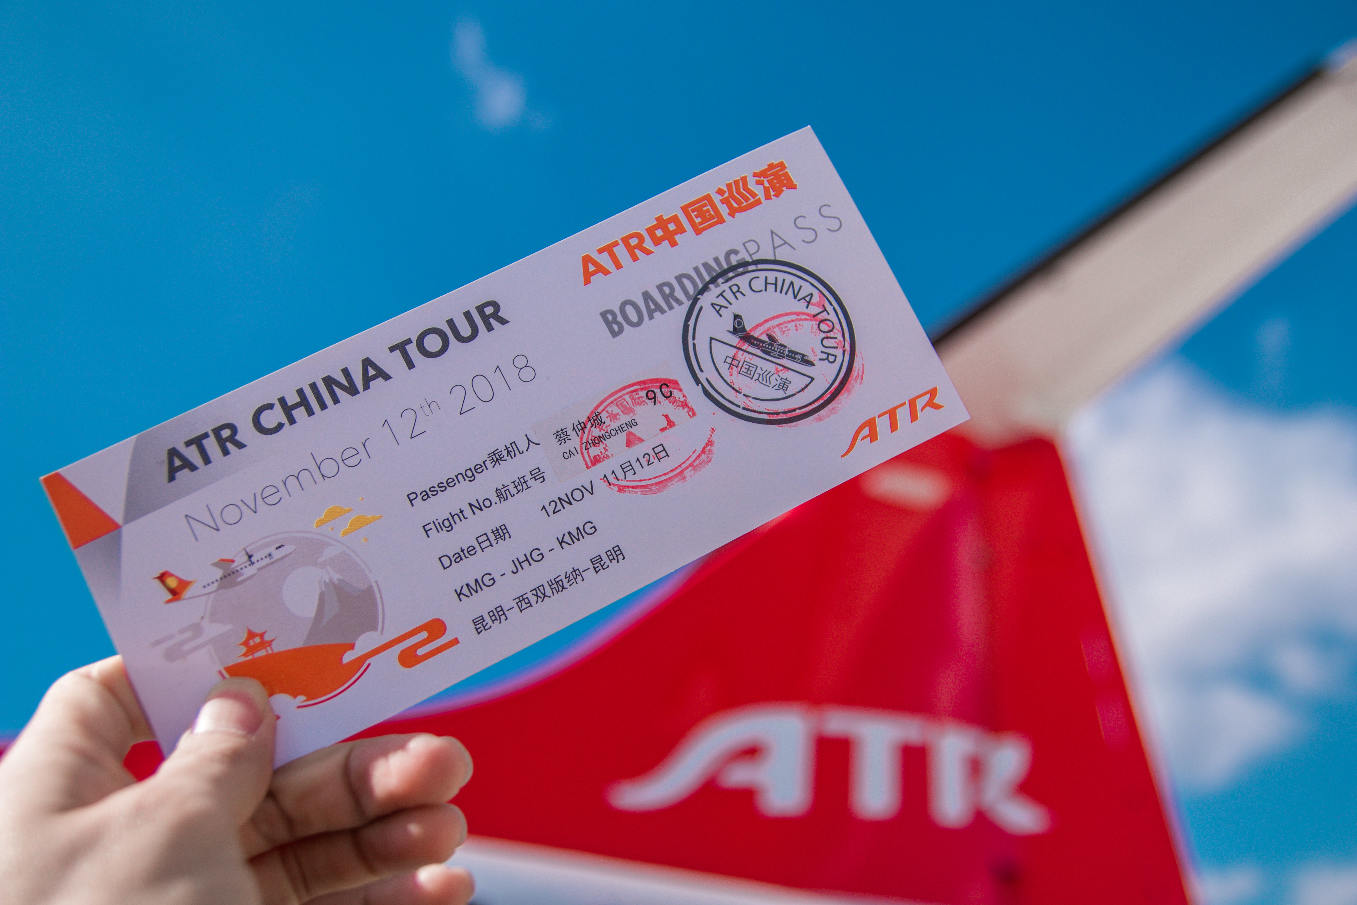 ATR中国巡演
BOARDINGPASS
ATR CHINA TOUR
November 12th 2018
ATR CHINA TOUR
中国巡演
Passenger乘机人 蔡仲城 9C
CAI ZHONGCHENG
Flight No.航班号
Date日期 12NOV 11月12日
KMG - JHG - KMG
昆明-西双版纳-昆明
ATR
ATR